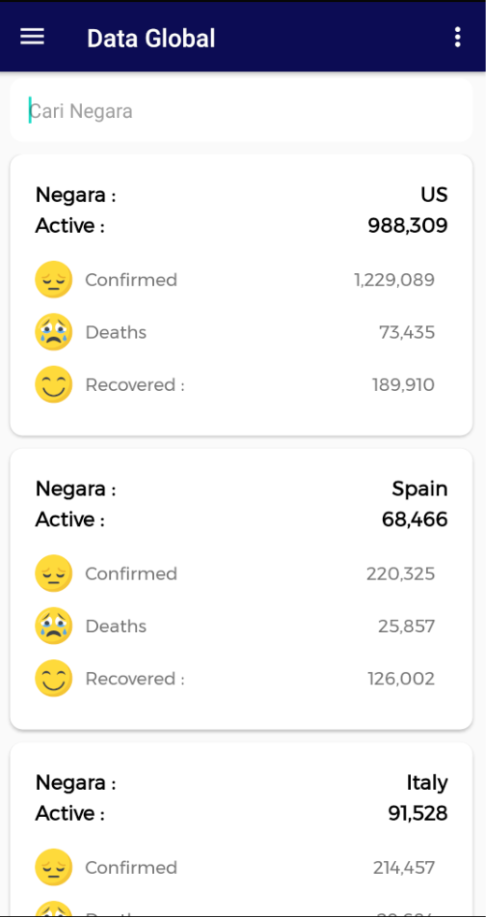 Data Global
Cari Negara
Negara : US
Active : 988,309
Confirmed 1,229,089
Deaths 73,435
Recovered : 189,910
Negara : Spain
Active : 68,466
Confirmed 220,325
Deaths 25,857
Recovered : 126,002
Negara : Italy
Active : 91,528
Confirmed 214,457